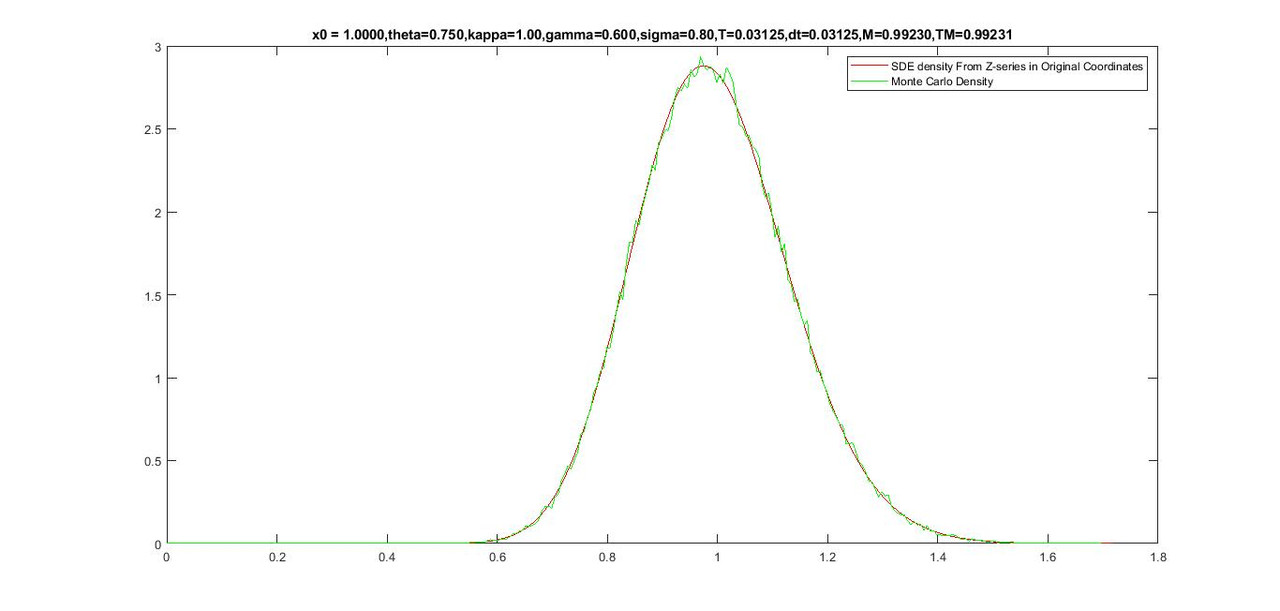 x0 = 1.0000,theta=0.750,kappa=1.00,gamma=0.600,sigma=0.80,T=0.03125,dt=0.03125,M=0.99230,TM=0.99231
SDE density From Z-series in Original Coordinates
Monte Carlo Density
3
2.5
2
1.5
1
0.5
0
0 0.2 0.4 0.6 0.8 1 1.2 1.4 1.6 1.8